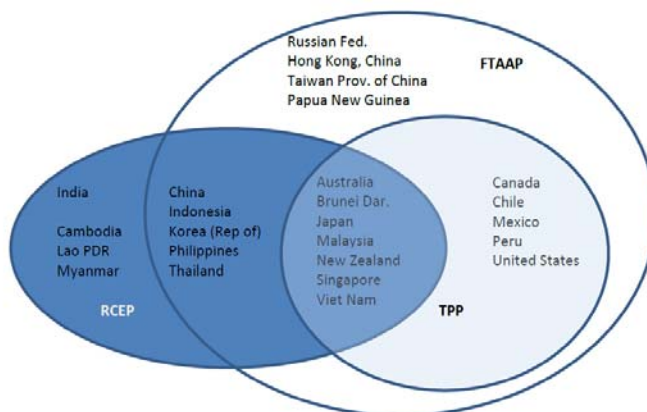 Russian Fed.
Hong Kong, China
Taiwan Prov. of China
Papua New Guinea
FTAAP
India
Cambodia
Lao PDR
Myanmar
RCEP
China
Indonesia
Korea (Rep of)
Philippines
Thailand
Australia
Brunei Dar.
Japan
Malaysia
New Zealand
Singapore
Viet Nam
Canada
Chile
Mexico
Peru
United States
TPP